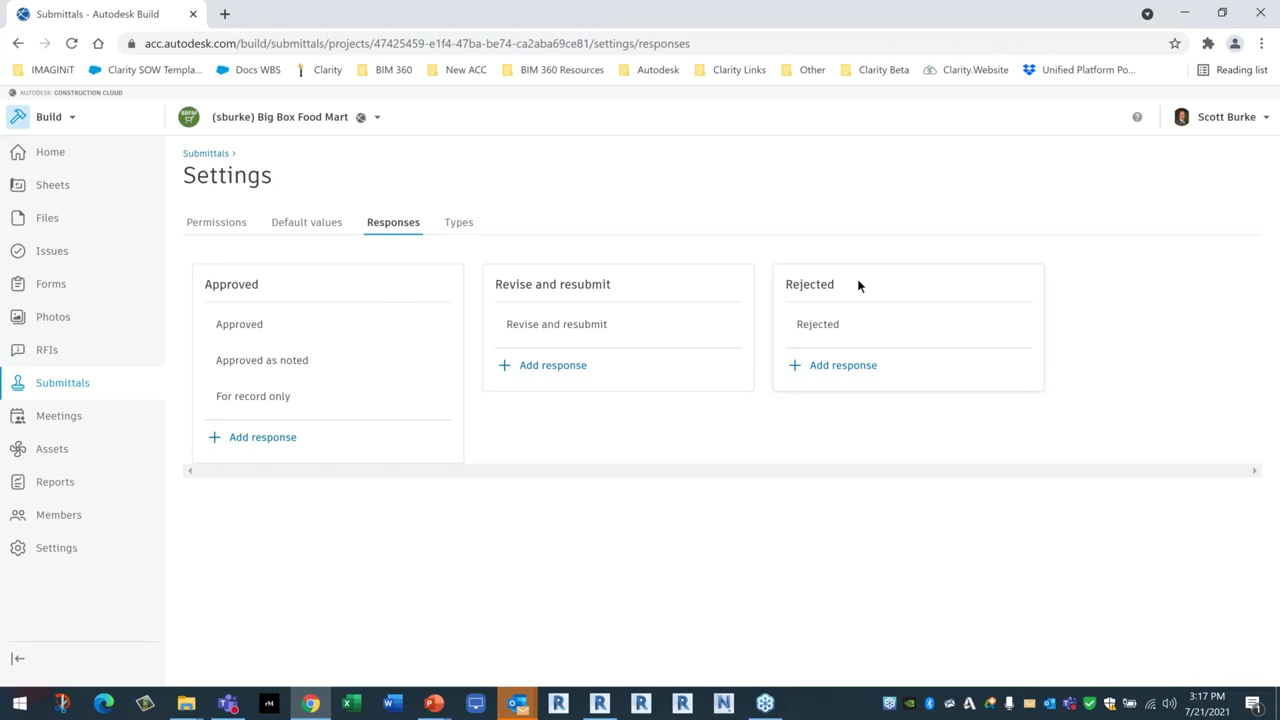 Submittals - Autodesk Build
acc.autodesk.com/build/submittals/projects/47425459-e1f4-47ba-be74-ca2aba69ce81/settings/responses
IMAGINiT
Clarity SOW Templa...
Docs WBS
Clarity
BIM 360
New ACC
BIM 360 Resources
Autodesk
Clarity Links
Other
Clarity Beta
Clarity.Website
Unified Platform Po...
Reading list
AUTODESK CONSTRUCTION CLOUD
Build
BBFM
(sburke) Big Box Food Mart
Scott Burke
Home
Sheets
Files
Issues
Forms
Photos
RFIs
Submittals
Meetings
Assets
Reports
Members
Settings
Submittals >
Settings
Permissions
Default values
Responses
Types
Approved
Approved
Approved as noted
For record only
+ Add response
Revise and resubmit
Revise and resubmit
+ Add response
Rejected
Rejected
+ Add response
rM
3:17 PM
7/21/2021